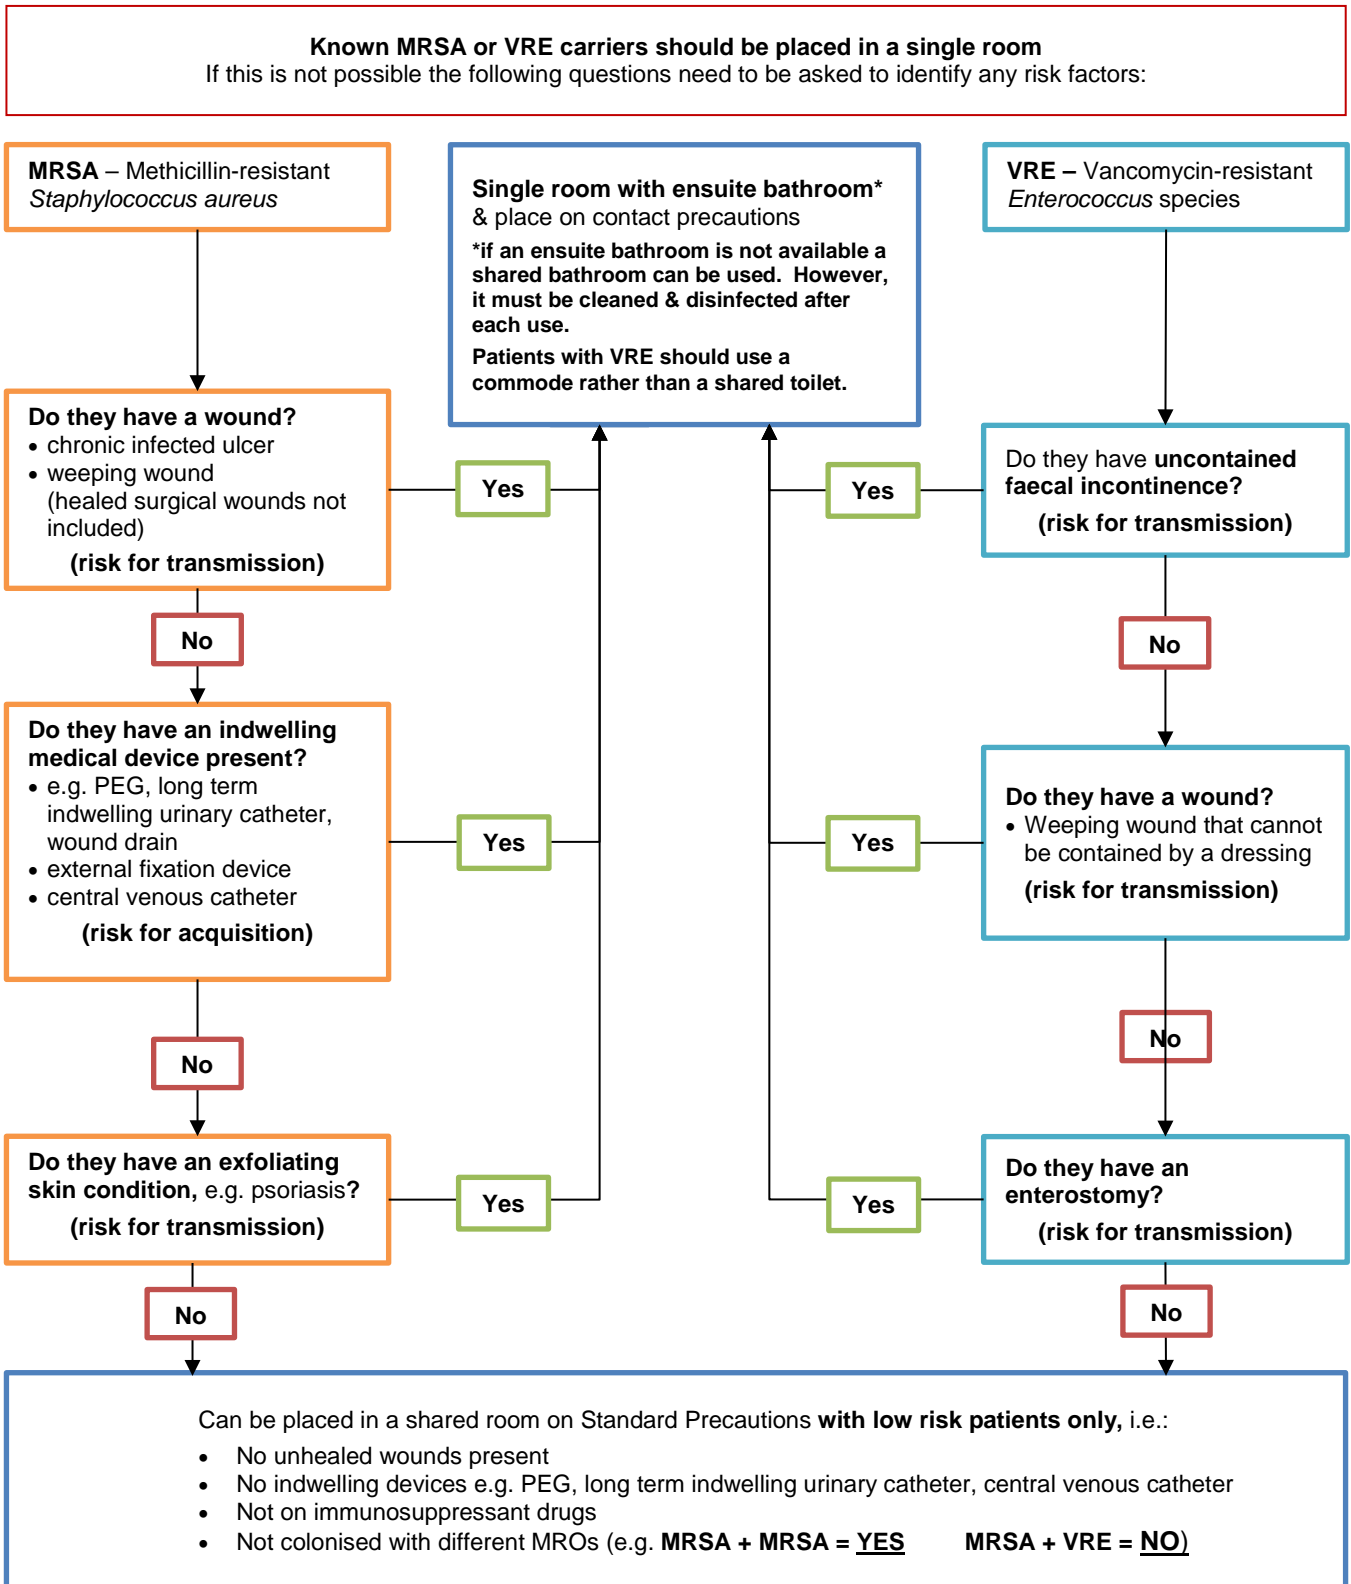 Known MRSA or VRE carriers should be placed in a single room
If this is not possible the following questions need to be asked to identify any risk factors:
MRSA – Methicillin-resistant
Staphylococcus aureus
Single room with ensuite bathroom*
& place on contact precautions
*if an ensuite bathroom is not available a
shared bathroom can be used. However,
it must be cleaned & disinfected after
each use.
Patients with VRE should use a
commode rather than a shared toilet.
VRE – Vancomycin-resistant
Enterococcus species
Do they have a wound?
• chronic infected ulcer
• weeping wound
(healed surgical wounds not
included)
(risk for transmission)
Yes
Yes
Do they have uncontained
faecal incontinence?
(risk for transmission)
No
No
Do they have an indwelling
medical device present?
• e.g. PEG, long term
indwelling urinary catheter,
wound drain
• external fixation device
• central venous catheter
(risk for acquisition)
Yes
Yes
Do they have a wound?
• Weeping wound that cannot
be contained by a dressing
(risk for transmission)
No
No
Do they have an exfoliating
skin condition, e.g. psoriasis?
(risk for transmission)
Yes
Yes
Do they have an
enterostomy?
(risk for transmission)
No
No
Can be placed in a shared room on Standard Precautions with low risk patients only, i.e.:
• No unhealed wounds present
• No indwelling devices e.g. PEG, long term indwelling urinary catheter, central venous catheter
• Not on immunosuppressant drugs
• Not colonised with different MROs (e.g. MRSA + MRSA = YES MRSA + VRE = NO)